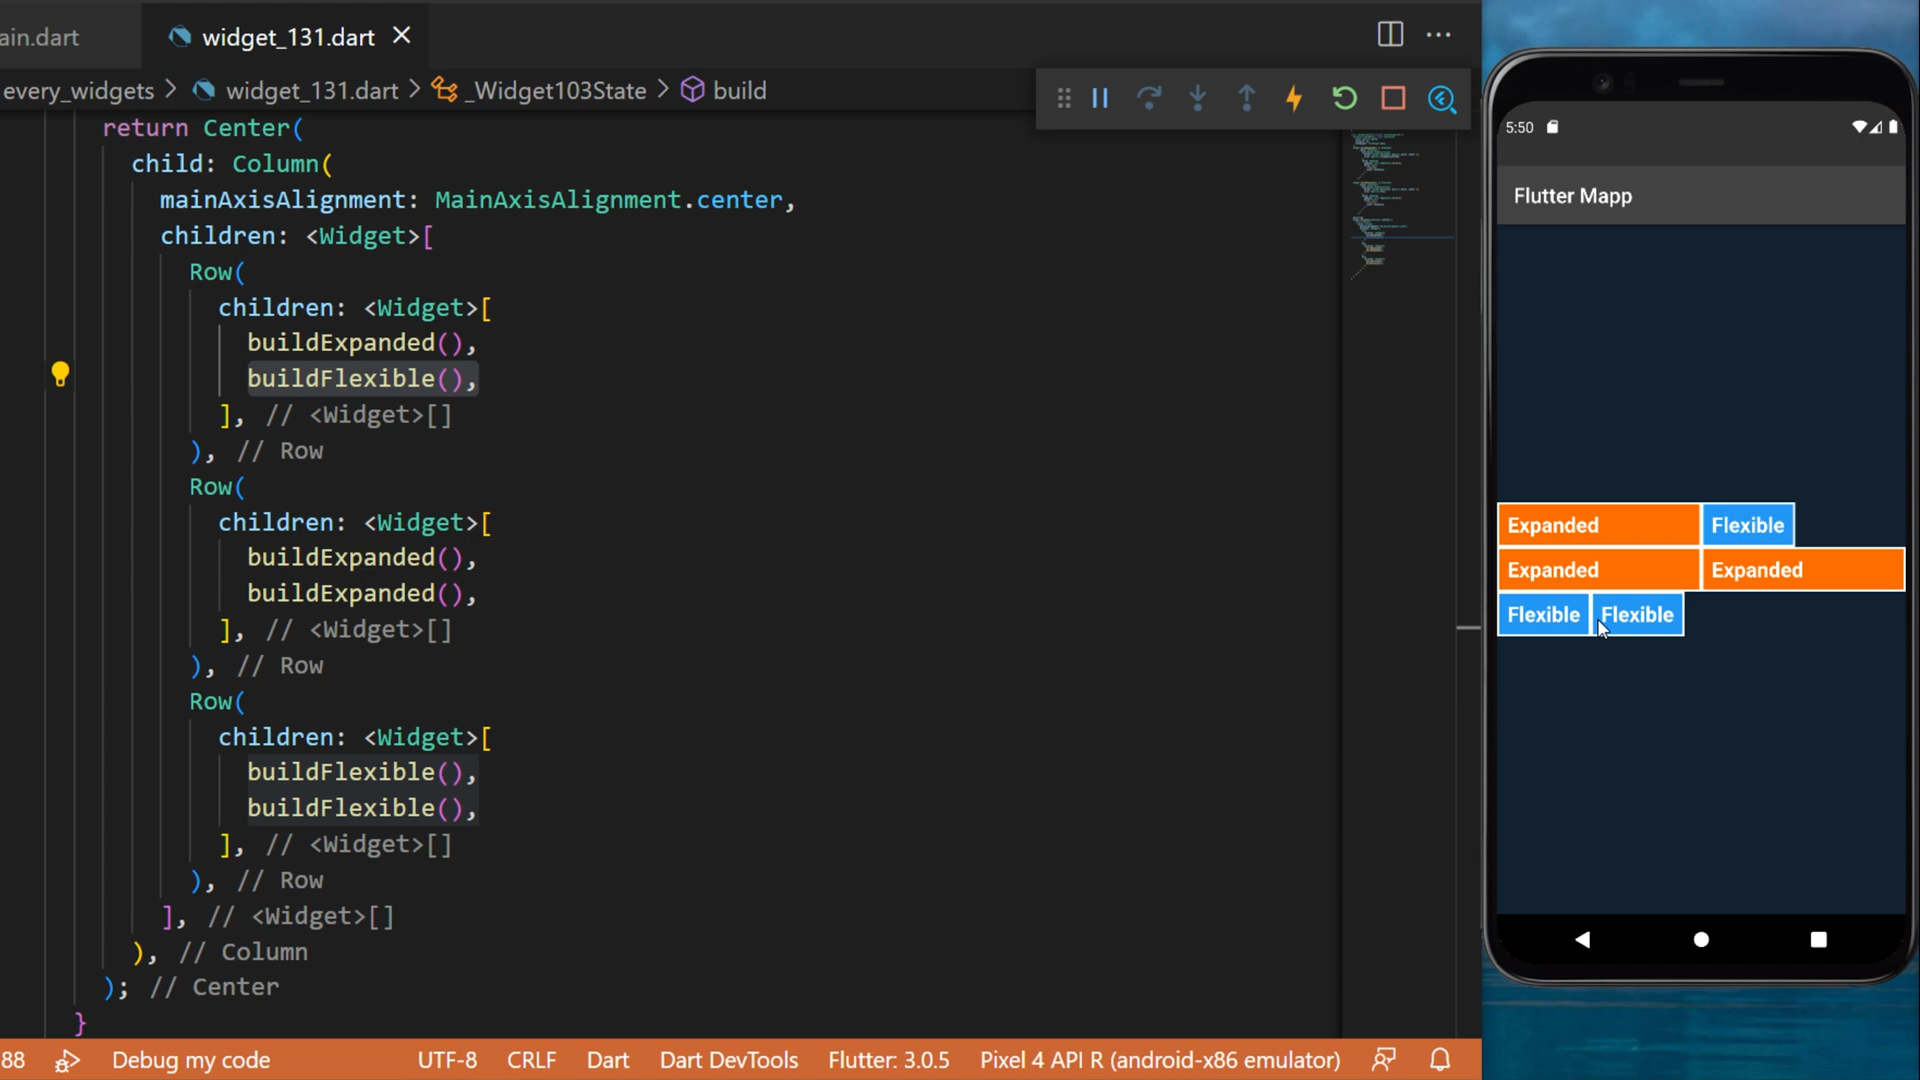 ain.dart
widget_131.dart
every_widgets > widget_131.dart > _Widget103State > build
return Center(
child: Column(
mainAxisAlignment: MainAxisAlignment.center,
children: <Widget>[
Row(
children: <Widget>[
buildExpanded(),
buildFlexible(),
], // <Widget>[]
), // Row
Row(
children: <Widget>[
buildExpanded(),
buildExpanded(),
], // <Widget>[]
), // Row
Row(
children: <Widget>[
buildFlexible(),
buildFlexible(),
], // <Widget>[]
), // Row
], // <Widget>[]
), // Column
); // Center
}
88 Debug my code UTF-8 CRLF Dart Dart DevTools Flutter: 3.0.5 Pixel 4 API R (android-x86 emulator)
5:50
Flutter Mapp
Expanded Flexible
Expanded Expanded
Flexible Flexible